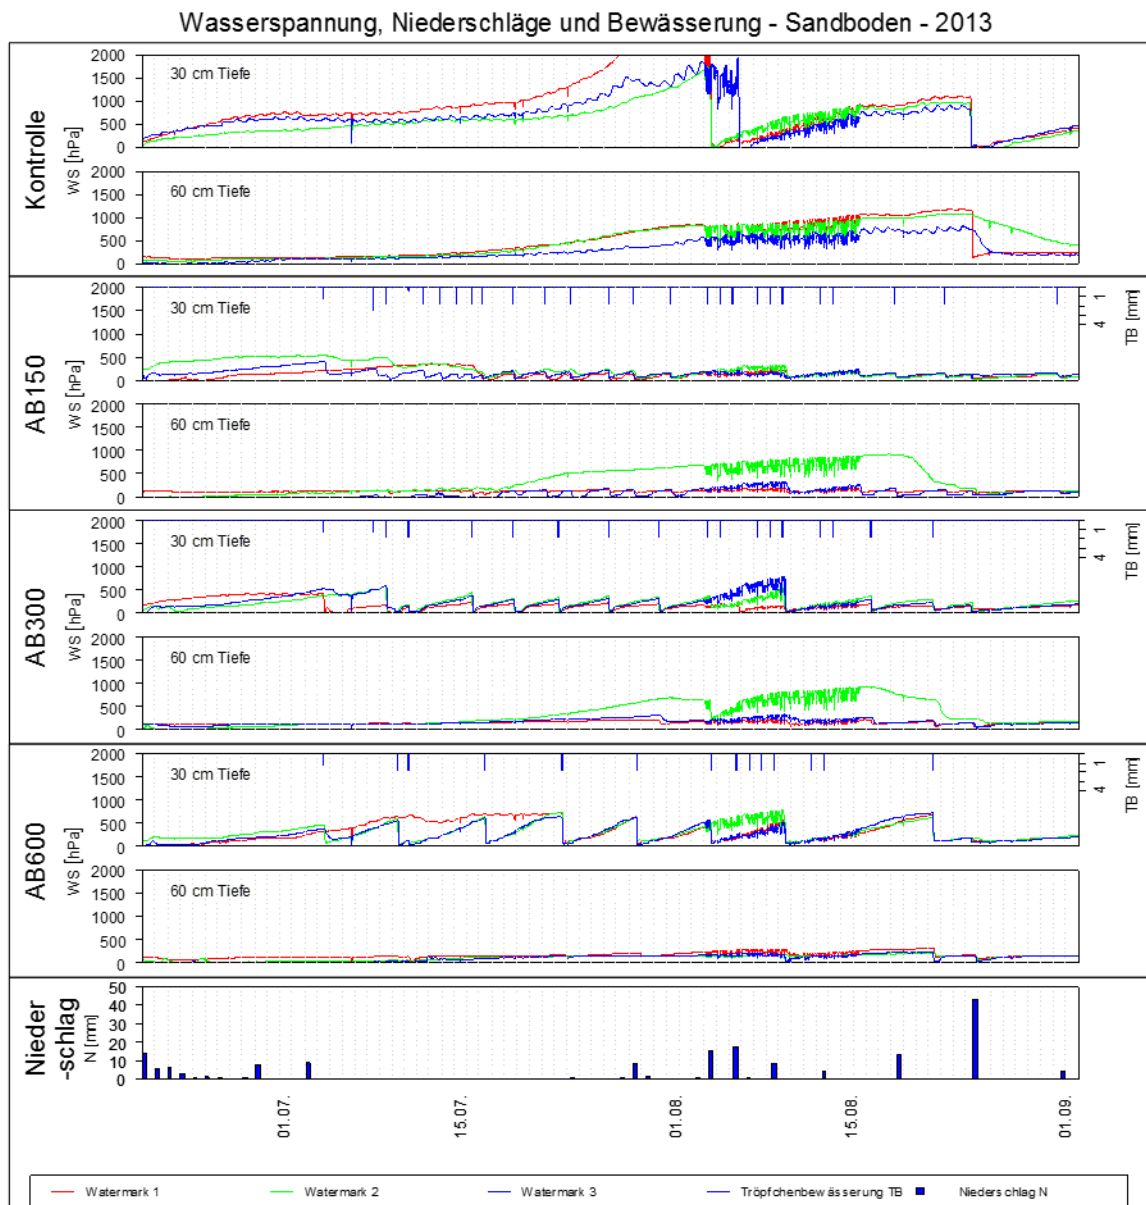 Wasserspannung, Niederschläge und Bewässerung - Sandboden - 2013
Kontrolle
WS [hPa]
2000
1500
1000
500
0
30 cm Tiefe
2000
1500
1000
500
0
60 cm Tiefe
AB150
WS [hPa]
2000
1500
1000
500
0
30 cm Tiefe
1
4
TB [mm]
2000
1500
1000
500
0
60 cm Tiefe
AB300
WS [hPa]
2000
1500
1000
500
0
30 cm Tiefe
1
4
TB [mm]
2000
1500
1000
500
0
60 cm Tiefe
AB600
WS [hPa]
2000
1500
1000
500
0
30 cm Tiefe
1
4
TB [mm]
2000
1500
1000
500
0
60 cm Tiefe
Nieder
-schlag
N [mm]
50
40
30
20
10
0
01.07.
15.07.
01.08.
15.08.
01.09.
Watermark 1
Watermark 2
Watermark 3
Tröpfchenbewässerung TB
Niederschlag N